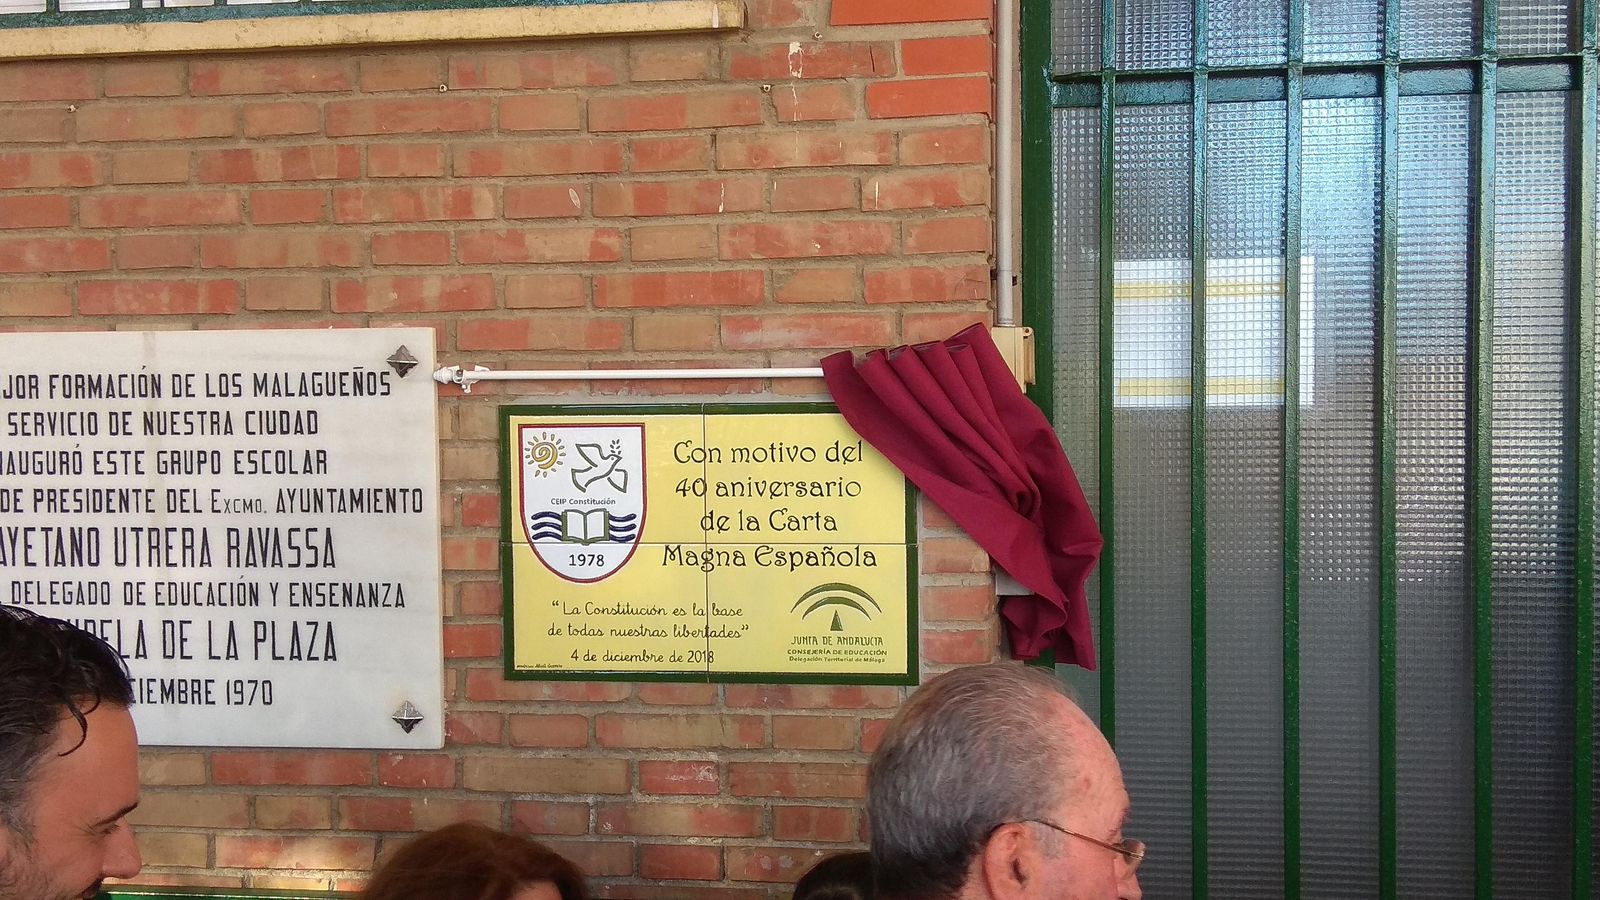 JOR FORMACIÓN DE LOS MALAGUEÑOS
SERVICIO DE NUESTRA CIUDAD
NAUGURÓ ESTE GRUPO ESCOLAR
DE PRESIDENTE DEL EXCMO. AYUNTAMIENTO
AYETANO UTRERA RAVASSA
DELEGADO DE EDUCACIÓN Y ENSENANZA
DE LA PLAZA
TIEMBRE 1970
CEIP Constitución
1978
Con motivo del
40 aniversario
de la Carta
Magna Española
“La Constitución es la base
de todas nuestras libertades”
4 de diciembre de 2018
JUNTA DE ANDALUCIA
CONSEJERÍA DE EDUCACIÓN
Delegación Territorial de Málaga